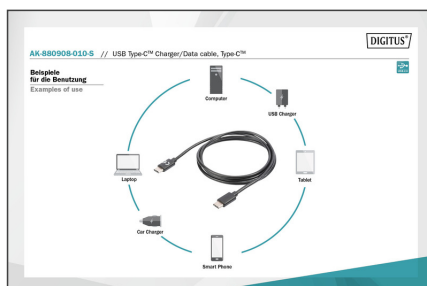 DIGITUS®
AK-880908-010-S // USB Type-C™ Charger/Data cable, Type-C™
Beispiele
für die Benutzung
Examples of use
Computer
USB Charger
Laptop
Tablet
Car Charger
Smart Phone